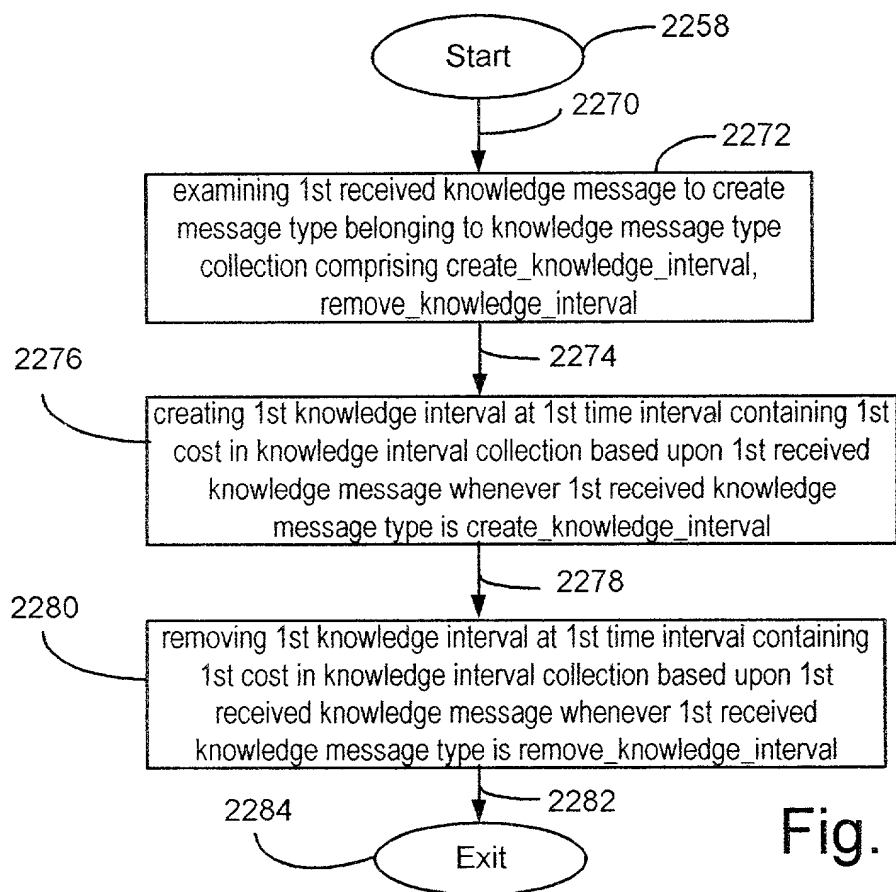 2258
Start
2270
2272
examining 1st received knowledge message to create
message type belonging to knowledge message type
collection comprising create_knowledge_interval,
remove_knowledge_interval
2274
2276
creating 1st knowledge interval at 1st time interval containing 1st
cost in knowledge interval collection based upon 1st received
knowledge message whenever 1st received knowledge
message type is create_knowledge_interval
2278
2280
removing 1st knowledge interval at 1st time interval containing
1st cost in knowledge interval collection based upon 1st
received knowledge message whenever 1st received
knowledge message type is remove_knowledge_interval
2282
2284
Exit
Fig.